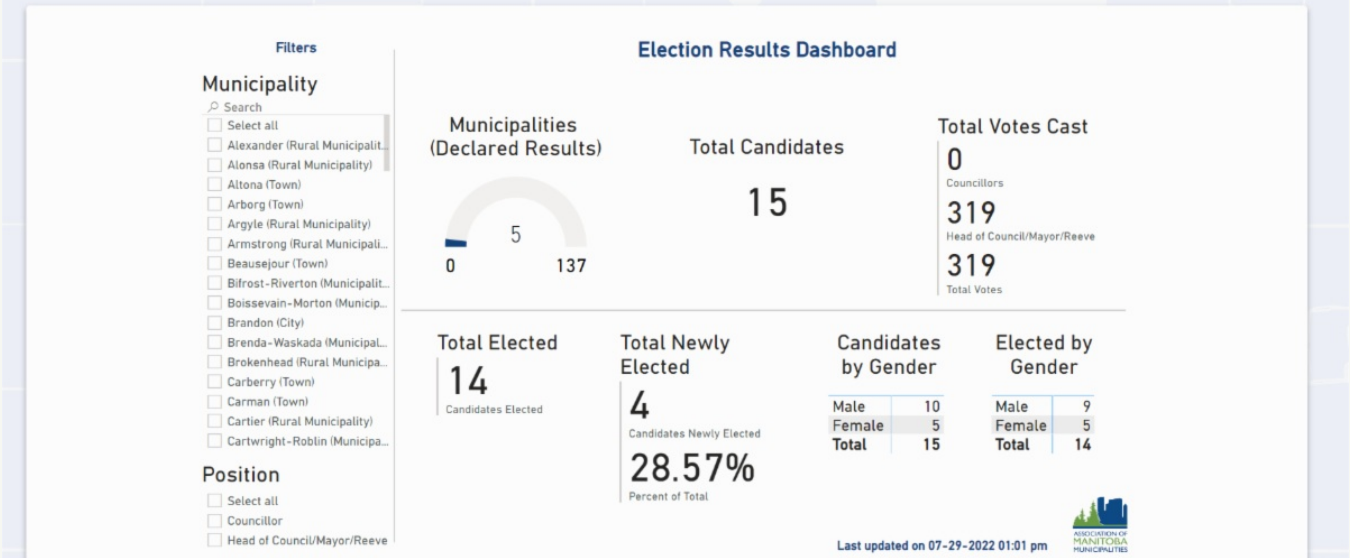 Filters
Municipality
Search
Select all
Alexander (Rural Municipalit...
Alonsa (Rural Municipality)
Altona (Town)
Arborg (Town)
Argyle (Rural Municipality)
Armstrong (Rural Municipali...
Beausejour (Town)
Bifrost-Riverton (Municipalit...
Boissevain-Morton (Municip...
Brandon (City)
Brenda-Waskada (Municipal...
Brokenhead (Rural Municipa...
Carberry (Town)
Carman (Town)
Cartier (Rural Municipality)
Cartwright-Roblin (Municipa...
Position
Select all
Councillor
Head of Council/Mayor/Reeve
Election Results Dashboard
Municipalities
(Declared Results)
5
0 137
Total Candidates
15
Total Votes Cast
0
Councillors
319
Head of Council/Mayor/Reeve
319
Total Votes
Total Elected
14
Candidates Elected
Total Newly
Elected
4
Candidates Newly Elected
28.57%
Percent of Total
Candidates
by Gender
Male 10
Female 5
Total 15
Elected by
Gender
Male 9
Female 5
Total 14
Last updated on 07-29-2022 01:01 pm
ASSOCIATION OF
MANITOBA
MUNICIPALITIES